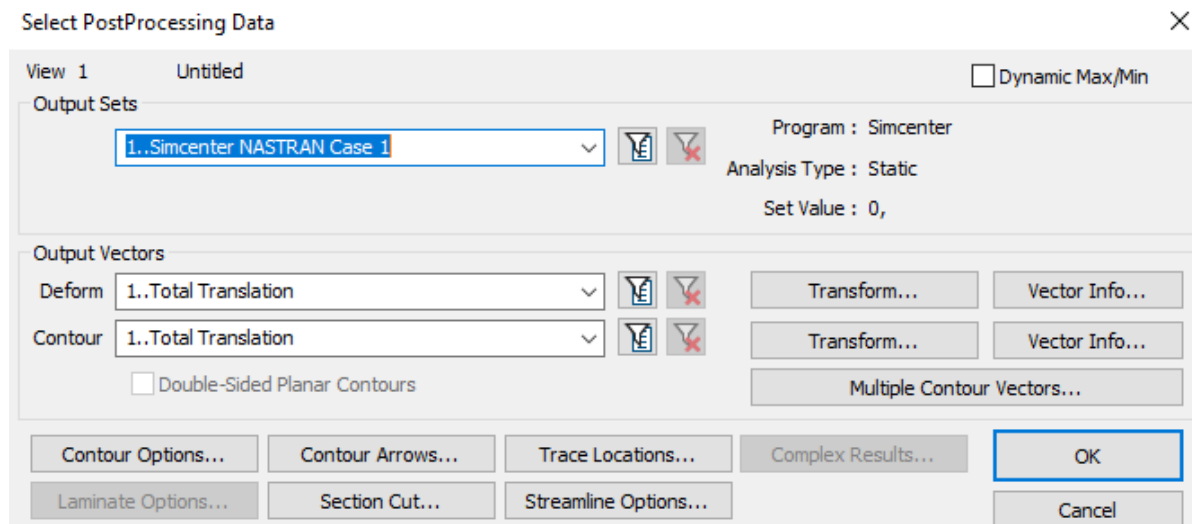 Select PostProcessing Data
View 1 Untitled
Dynamic Max/Min
Output Sets
1..Simcenter NASTRAN Case 1
Program : Simcenter
Analysis Type : Static
Set Value : 0,
Output Vectors
Deform 1..Total Translation Transform... Vector Info...
Contour 1..Total Translation Transform... Vector Info...
Double-Sided Planar Contours Multiple Contour Vectors...
Contour Options... Contour Arrows... Trace Locations... Complex Results... OK
Laminate Options... Section Cut... Streamline Options... Cancel